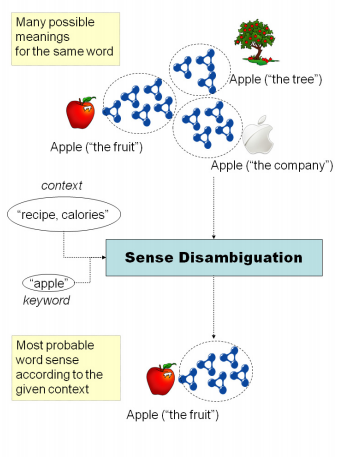 Many possible
meanings
for the same word
Apple (“the tree”)
Apple (“the fruit”)
Apple (“the company”)
context
“recipe, calories”
Sense Disambiguation
“apple”
keyword
Most probable
word sense
according to the
given context
Apple (“the fruit”)